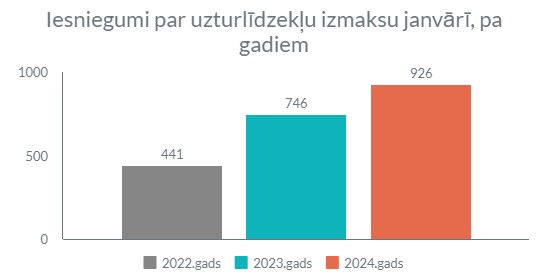 Iesniegumi par uzturlīdzekļu izmaksu janvārī, pa
gadiem
1000
926
746
500
441
0
2022.gads 2023.gads 2024.gads